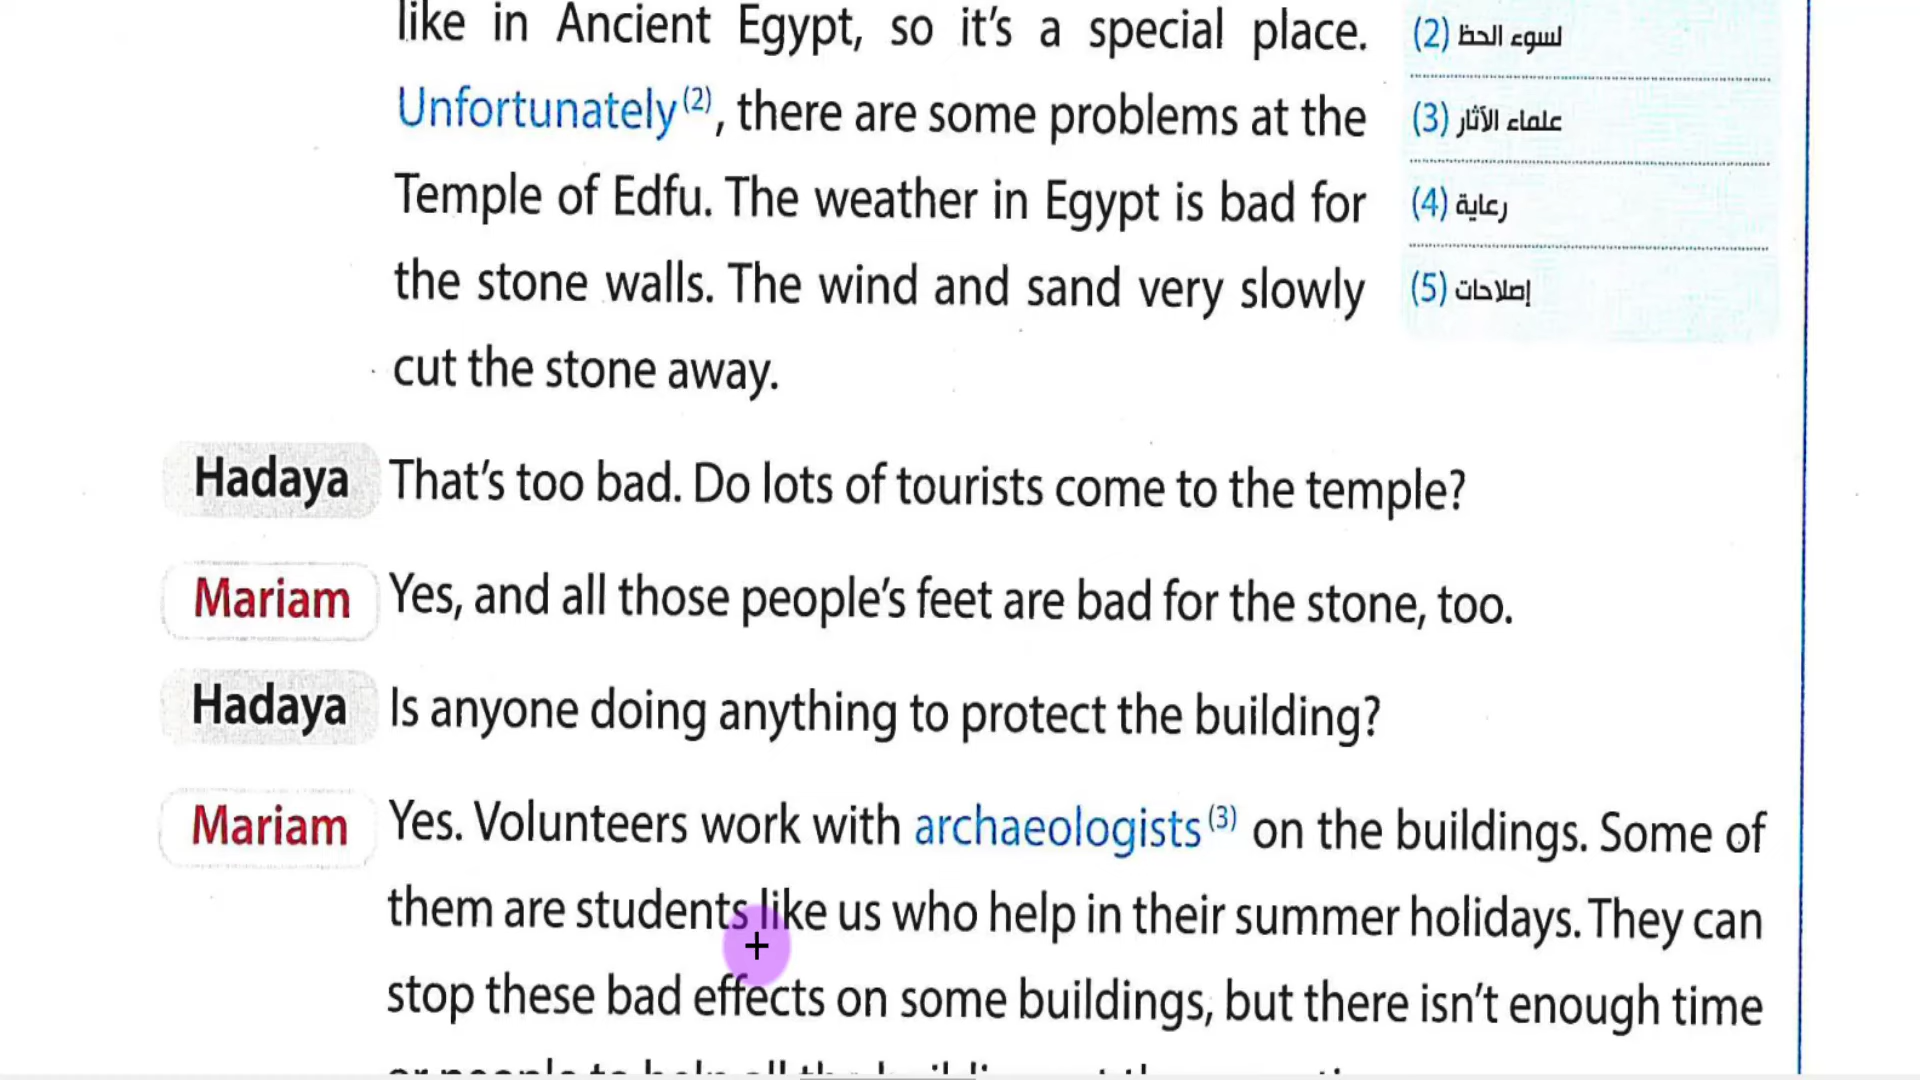 like in Ancient Egypt, so it's a special place.
Unfortunately(2), there are some problems at the
Temple of Edfu. The weather in Egypt is bad for
the stone walls. The wind and sand very slowly
cut the stone away.
(2) لسوء الحظ
(3) علماء الآثار
(4) رعاية
(5) إصلاحات
Hadaya That's too bad. Do lots of tourists come to the temple?
Mariam Yes, and all those people's feet are bad for the stone, too.
Hadaya Is anyone doing anything to protect the building?
Mariam Yes. Volunteers work with archaeologists(3) on the buildings. Some of
them are students like us who help in their summer holidays. They can
stop these bad effects on some buildings, but there isn't enough time